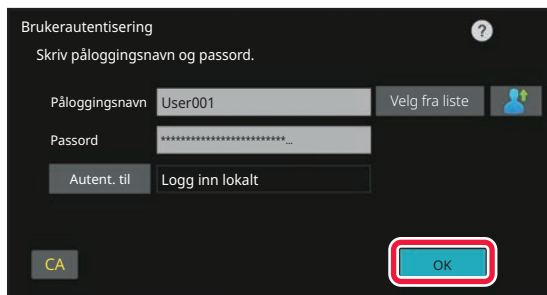 Brukerautentisering
?
Skriv påloggingsnavn og passord.
Påloggingsnavn User001 Velg fra liste
Passord *************************...
Autent. til Logg inn lokalt
CA OK